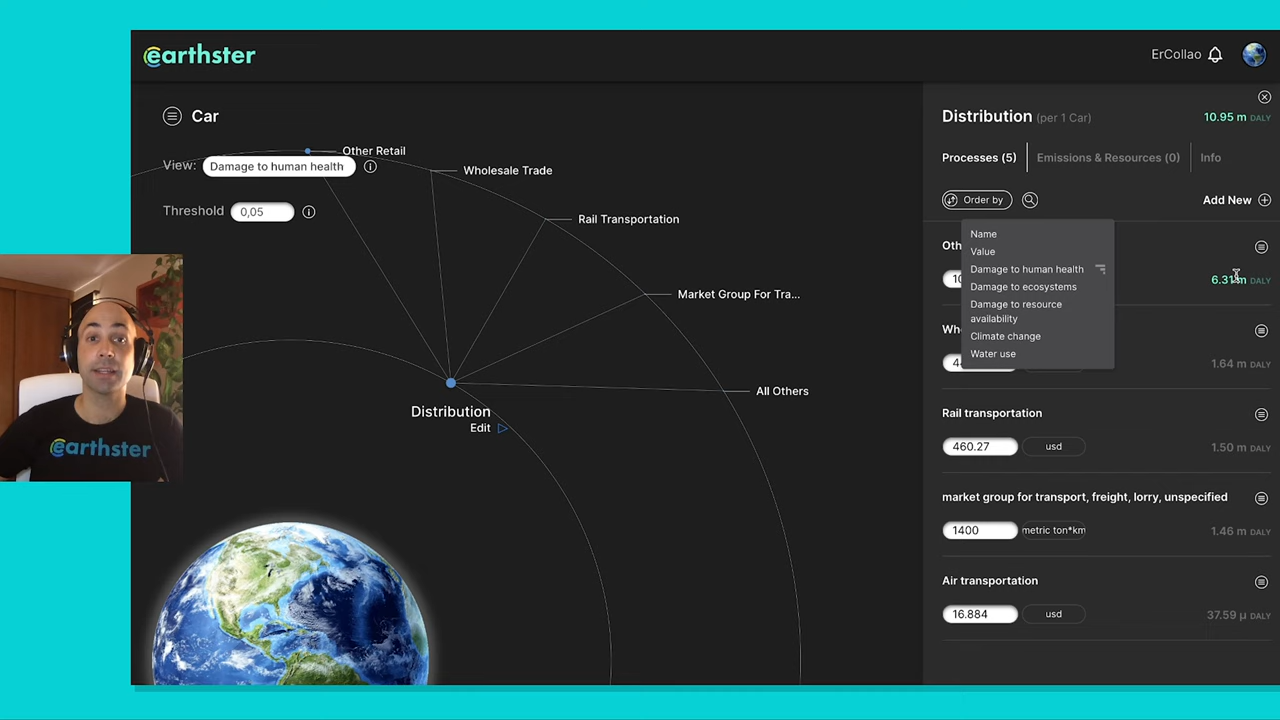 earthster
ErCollao
Car
View: Damage to human health
Threshold 0,05
Other Retail
Wholesale Trade
Rail Transportation
Market Group For Tra...
All Others
Distribution
Edit
earthster
Distribution (per 1 Car) 10.95 m DALY
Processes (5) Emissions & Resources (0) Info
Order by Add New
Name
Value
Damage to human health
Damage to ecosystems
Damage to resource
availability
Climate change
Water use
Oth
10 6.31 m DALY
Who
44 1.64 m DALY
Rail transportation
460.27 usd 1.50 m DALY
market group for transport, freight, lorry, unspecified
1400 metric ton*km 1.46 m DALY
Air transportation
16.884 usd 37.59 µ DALY